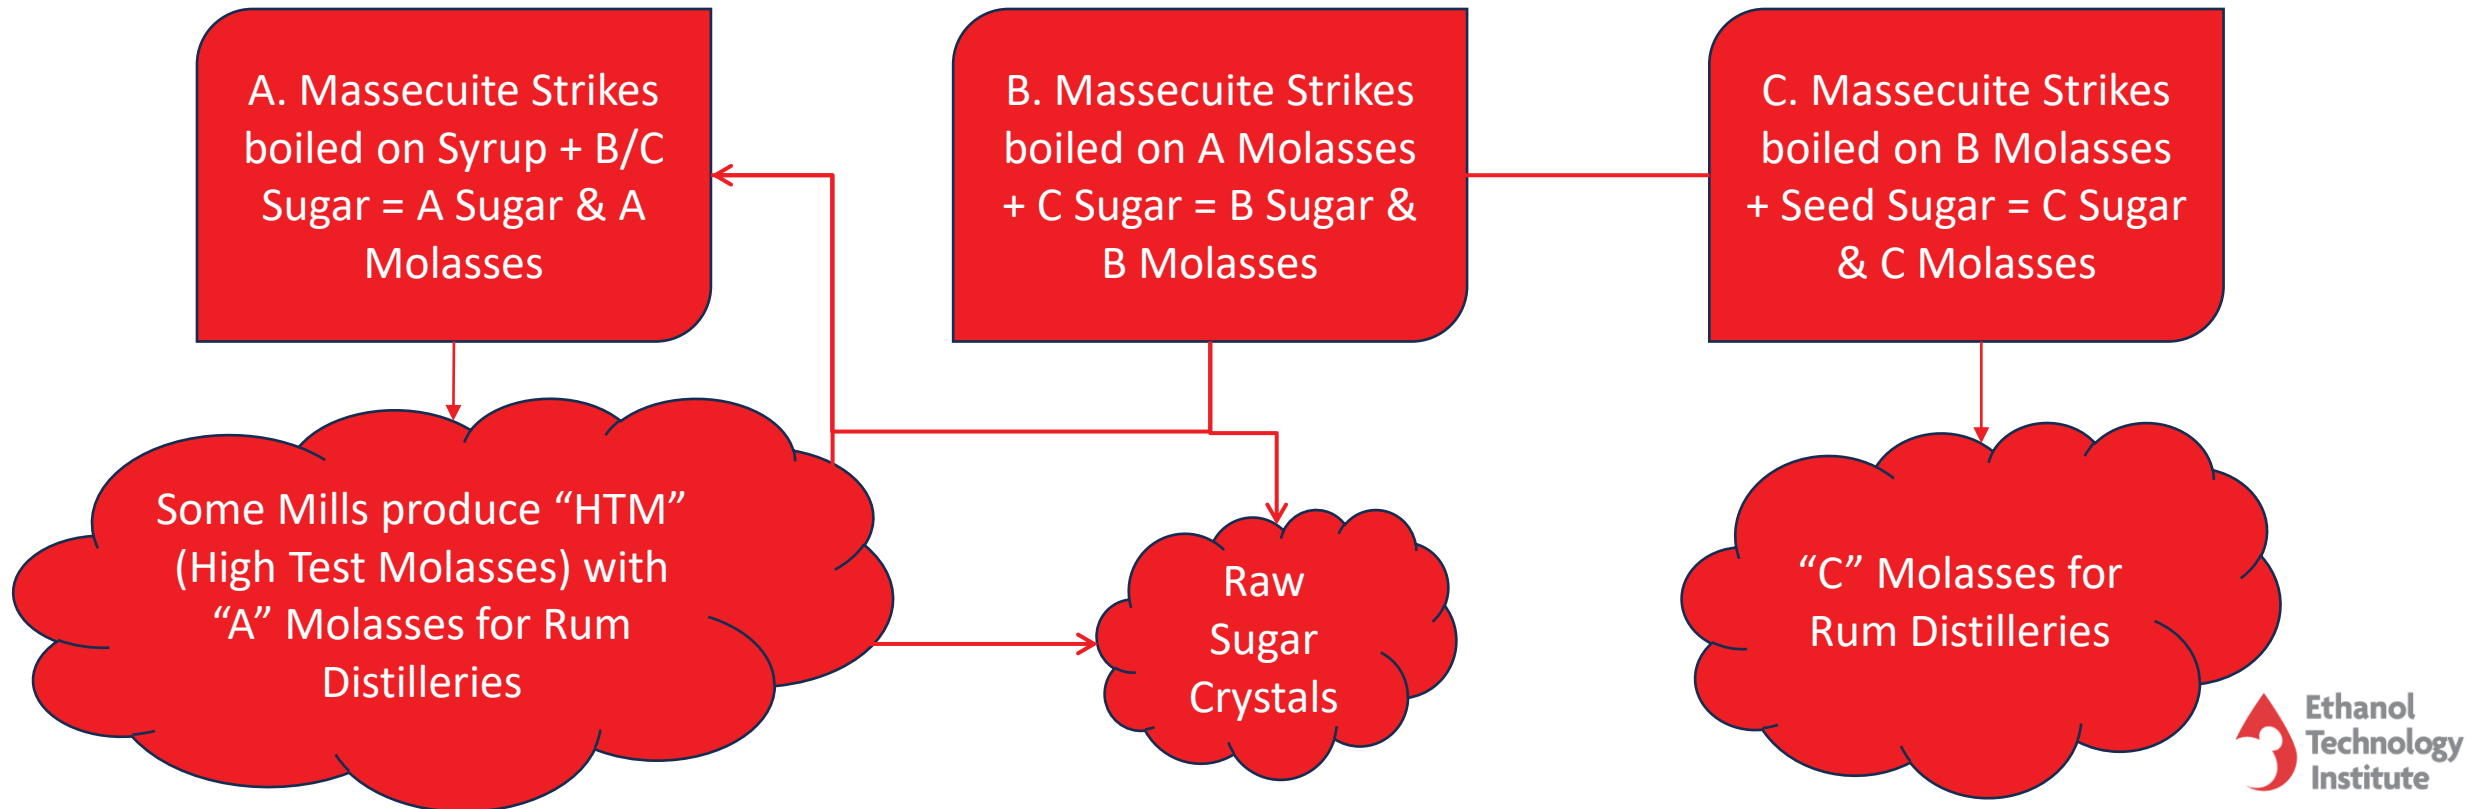 A. Massecuite Strikes
boiled on Syrup + B/C
Sugar = A Sugar & A
Molasses
B. Massecuite Strikes
boiled on A Molasses
+ C Sugar = B Sugar &
B Molasses
C. Massecuite Strikes
boiled on B Molasses
+ Seed Sugar = C Sugar
& C Molasses
Some Mills produce “HTM”
(High Test Molasses) with
“A” Molasses for Rum
Distilleries
Raw
Sugar
Crystals
“C” Molasses for
Rum Distilleries
Ethanol
Technology
Institute